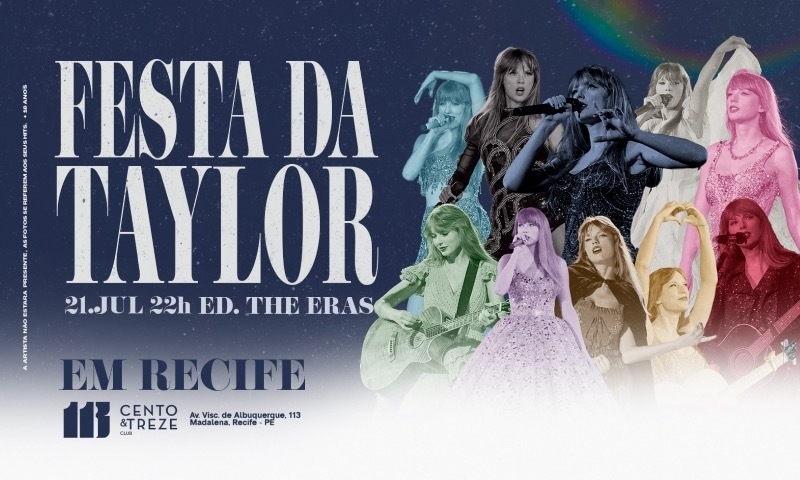 FESTA DA
TAYLOR
21.JUL 22h ED. THE ERAS
EM RECIFE
113
CENTO
&TREZE
CLUB
Av. Visc. de Albuquerque, 113
Madalena, Recife - PE
A ARTISTA NÃO ESTARÁ PRESENTE, AS FOTOS SE REFEREM AOS SEUS HITS. + 18 ANOS